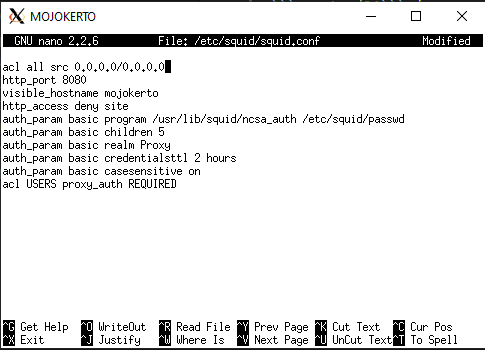 MOJOKERTO
GNU nano 2.2.6 File: /etc/squid/squid.conf Modified
acl all src 0.0.0.0/0.0.0.0
http_port 8080
visible_hostname mojokerto
http_access deny site
auth_param basic program /usr/lib/squid/ncsa_auth /etc/squid/passwd
auth_param basic children 5
auth_param basic realm Proxy
auth_param basic credentialsttl 2 hours
auth_param basic casesensitive on
acl USERS proxy_auth REQUIRED
^G Get Help ^O WriteOut ^R Read File ^Y Prev Page ^K Cut Text ^C Cur Pos
^X Exit ^J Justify ^W Where Is ^V Next Page ^U UnCut Text ^T To Spell